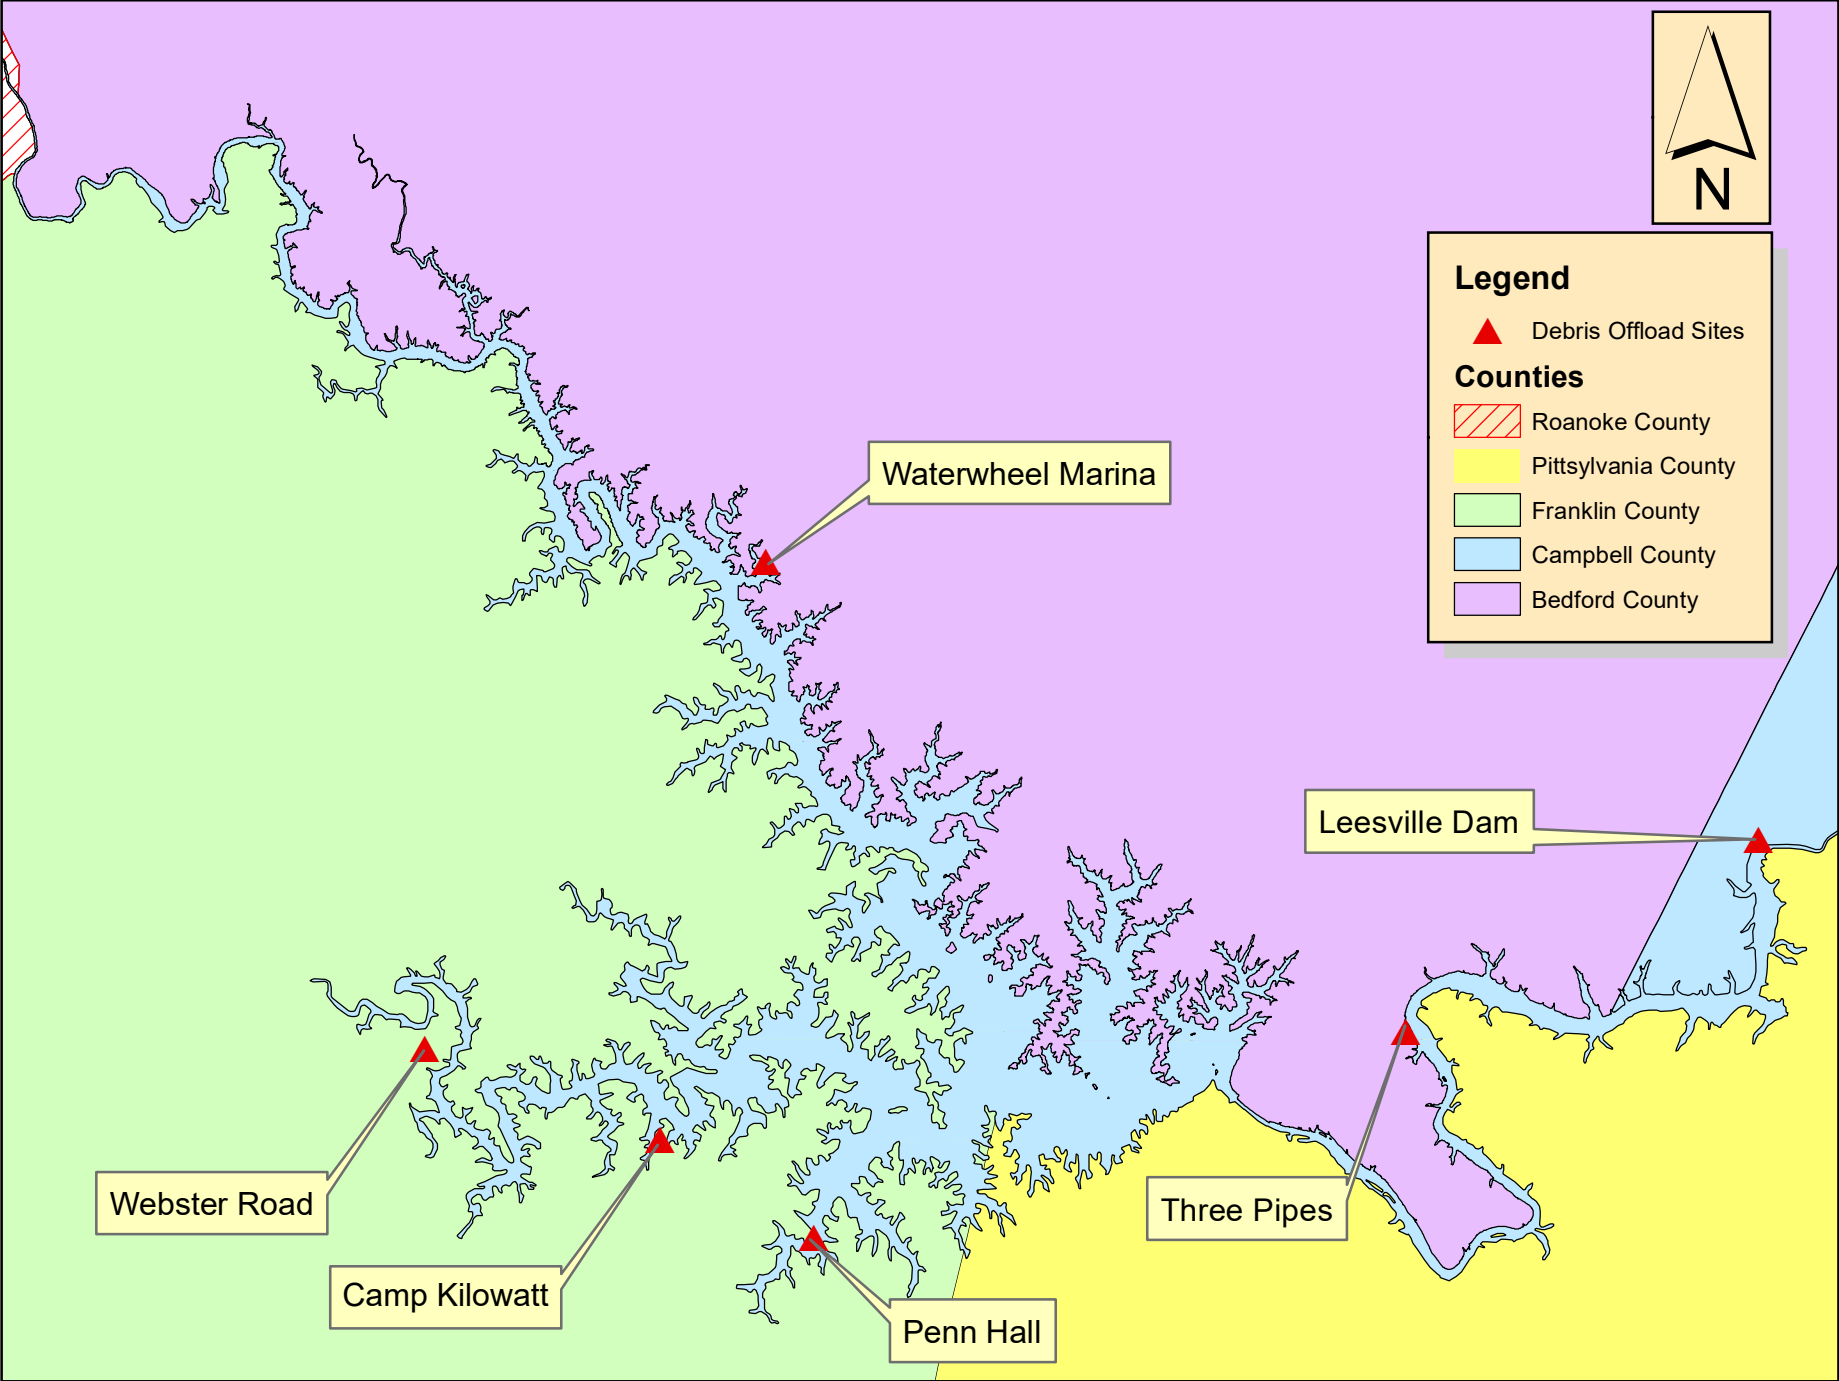 N
Legend
Debris Offload Sites
Counties
Roanoke County
Pittsylvania County
Franklin County
Campbell County
Bedford County
Waterwheel Marina
Leesville Dam
Three Pipes
Webster Road
Camp Kilowatt
Penn Hall